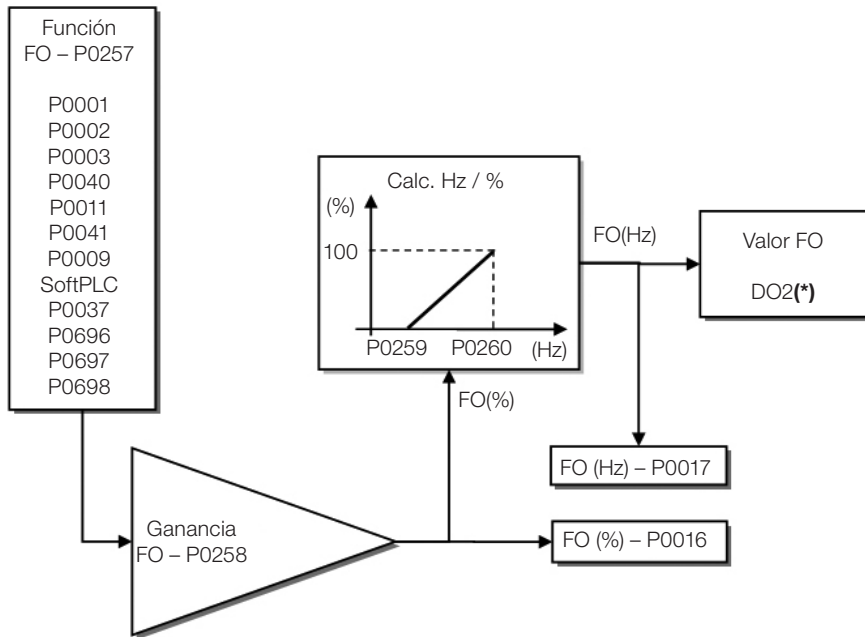 Función
FO – P0257
P0001
P0002
P0003
P0040
P0011
P0041
P0009
SoftPLC
P0037
P0696
P0697
P0698
Calc. Hz / %
(%)
100
P0259 P0260 (Hz)
FO(Hz)
Valor FO
DO2(*)
FO(%)
FO (Hz) – P0017
Ganancia
FO – P0258
FO (%) – P0016